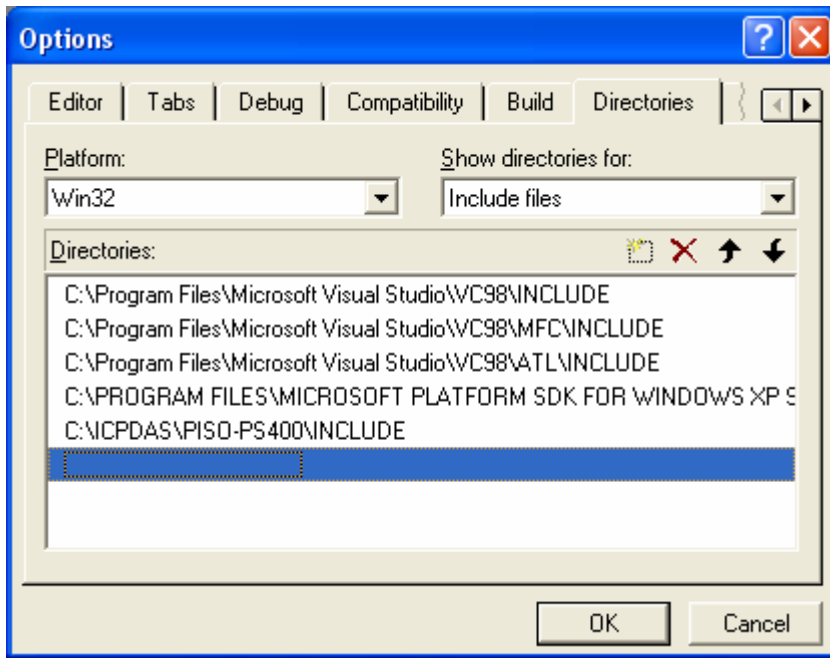 Options
Editor Tabs Debug Compatibility Build Directories
Platform: Show directories for:
Win32 Include files
Directories:
C:\Program Files\Microsoft Visual Studio\VC98\INCLUDE
C:\Program Files\Microsoft Visual Studio\VC98\MFC\INCLUDE
C:\Program Files\Microsoft Visual Studio\VC98\ATL\INCLUDE
C:\PROGRAM FILES\MICROSOFT PLATFORM SDK FOR WINDOWS XP S
C:\ICPDAS\PISO-PS400\INCLUDE
OK Cancel